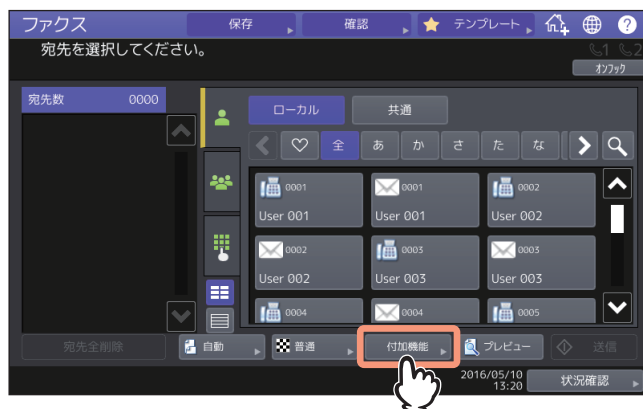 ファクス 保存 確認 テンプレート
宛先を選択してください。 1 2
オンフック
宛先数 0000
ローカル 共通
全 あ か さ た な
0001 0001 0002
User 001 User 001 User 002
0002 0003 0003
User 002 User 003 User 003
0004 0004 0005
宛先全削除 自動 普通 付加機能 プレビュー 送信
2016/05/10
13:20
状況確認